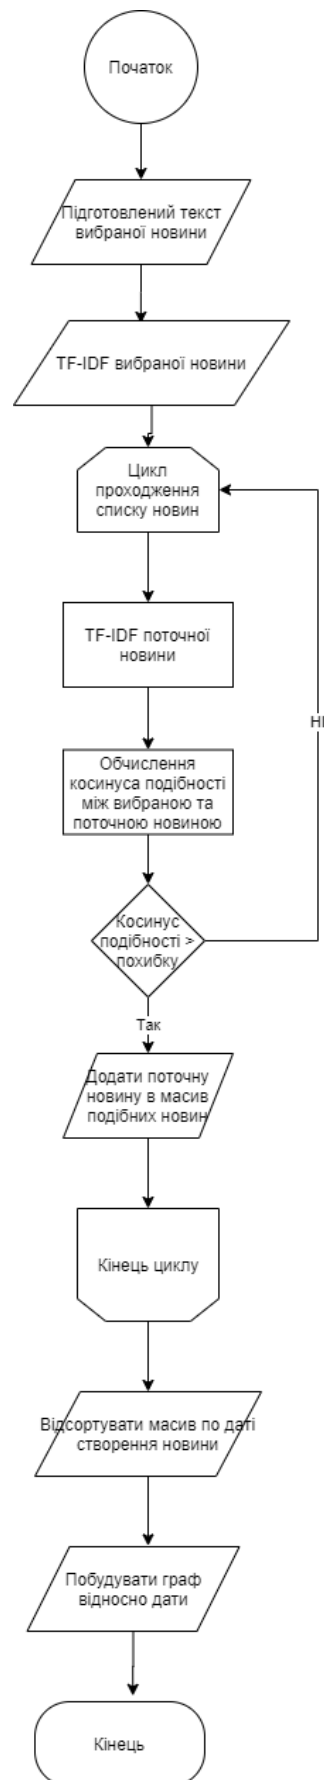 Початок
Підготовлений текст
вибраної новини
TF-IDF вибраної новини
Цикл
проходження
списку новин
TF-IDF поточної
новини
Обчислення
косинуса подібності
між вибраною та
поточною новиною
Косинус
подібності >
похибку
Так
Додати поточну
новину в масив
подібних новин
Кінець циклу
Відсортувати масив по даті
створення новини
Побудувати граф
відносно дати
Кінець